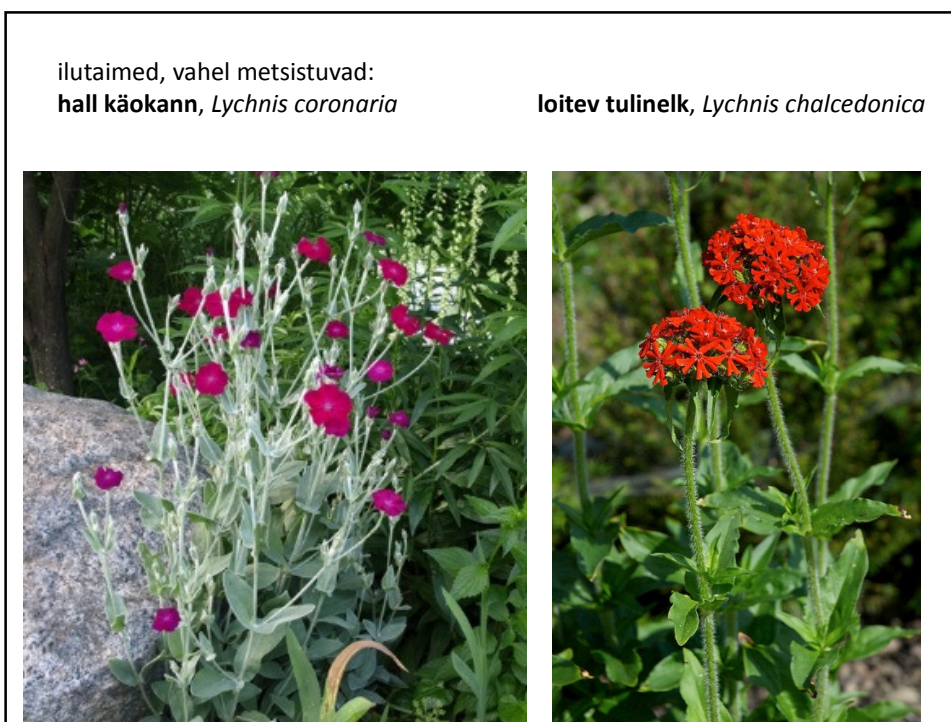 ilutaimed, vahel metsistuvad:
hall käokann, Lychnis coronaria
loitev tulinelk, Lychnis chalcedonica